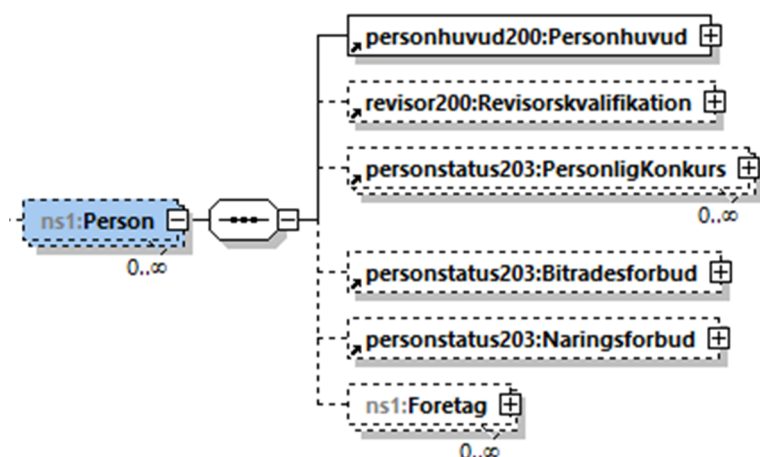 personhuvud200:Personhuvud
revisor200:Revisorskvalifikation
personstatus203:PersonligKonkurs
0..∞
ns1:Person
0..∞
personstatus203:Bitradesforbud
personstatus203:Naringsforbud
ns1:Foretag
0..∞